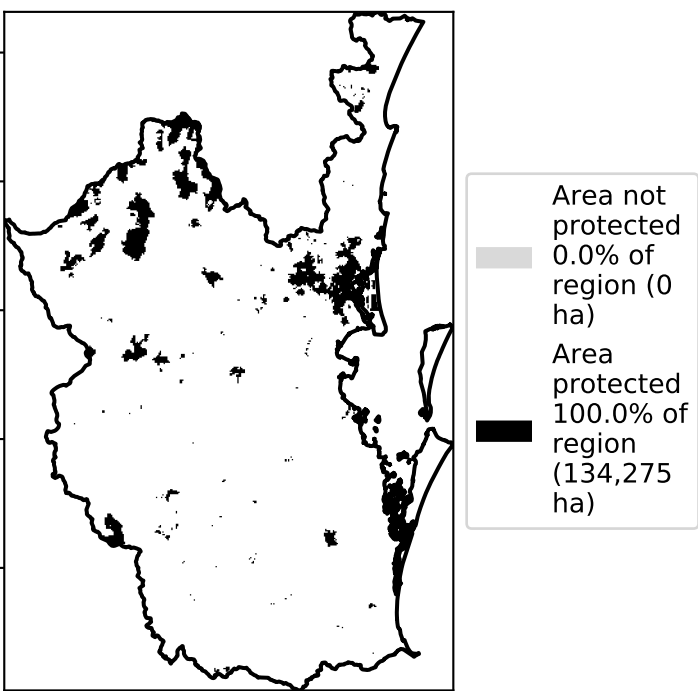 Area not
protected
0.0% of
region (0
ha)
Area
protected
100.0% of
region
(134,275
ha)